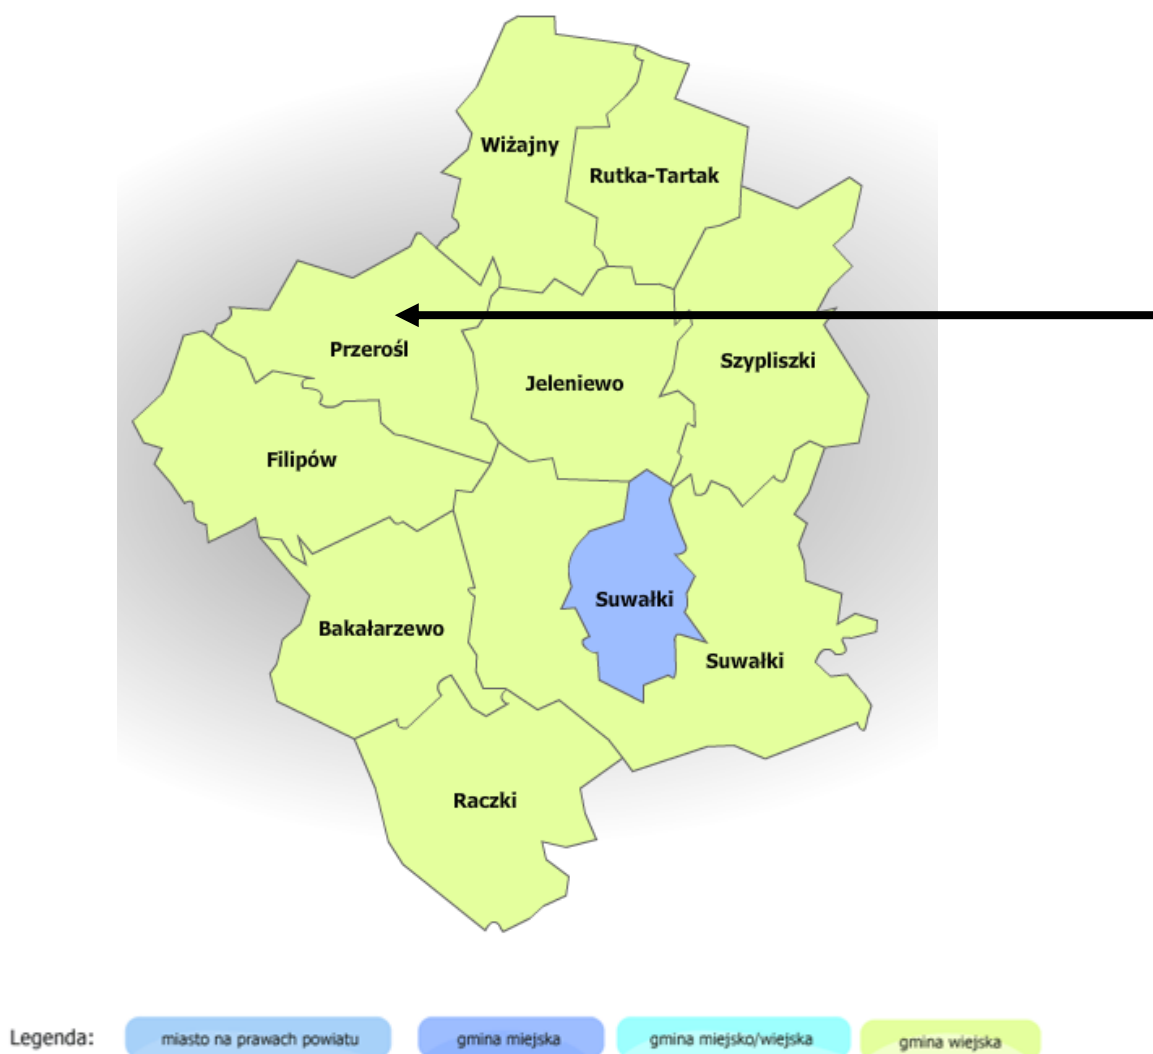 Wiżajny
Rutka-Tartak
Przerośl
Szypliszki
Jeleniewo
Filipów
Suwałki
Bakałarzewo
Suwałki
Raczki
Legenda: miasto na prawach powiatu gmina miejska gmina miejsko/wiejska gmina wiejska